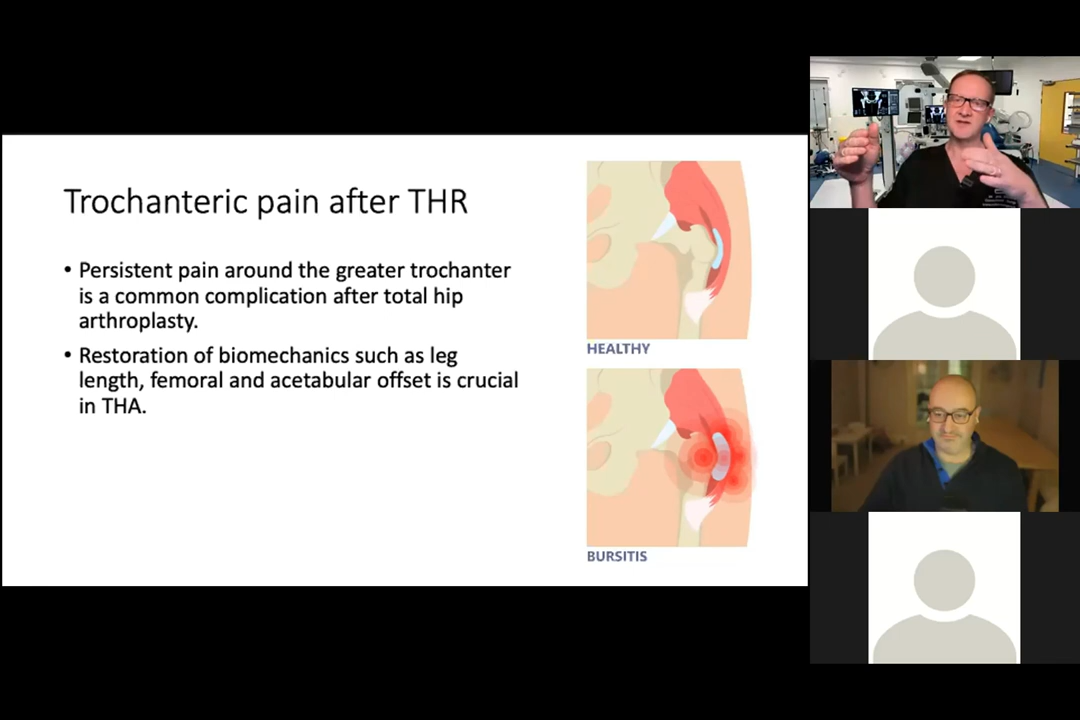 Trochanteric pain after THR
• Persistent pain around the greater trochanter
is a common complication after total hip
arthroplasty.
• Restoration of biomechanics such as leg
length, femoral and acetabular offset is crucial
in THA.
HEALTHY
BURSITIS